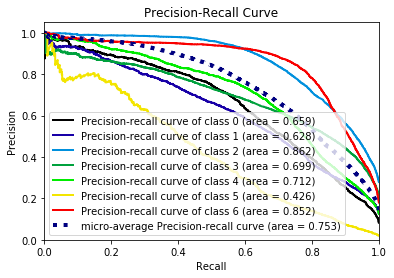 Precision-Recall Curve
1.0
0.8
0.6
0.4
0.2
0.0
Precision
Precision-recall curve of class 0 (area = 0.659)
Precision-recall curve of class 1 (area = 0.628)
Precision-recall curve of class 2 (area = 0.862)
Precision-recall curve of class 3 (area = 0.699)
Precision-recall curve of class 4 (area = 0.712)
Precision-recall curve of class 5 (area = 0.426)
Precision-recall curve of class 6 (area = 0.852)
micro-average Precision-recall curve (area = 0.753)
0.0 0.2 0.4 0.6 0.8 1.0
Recall